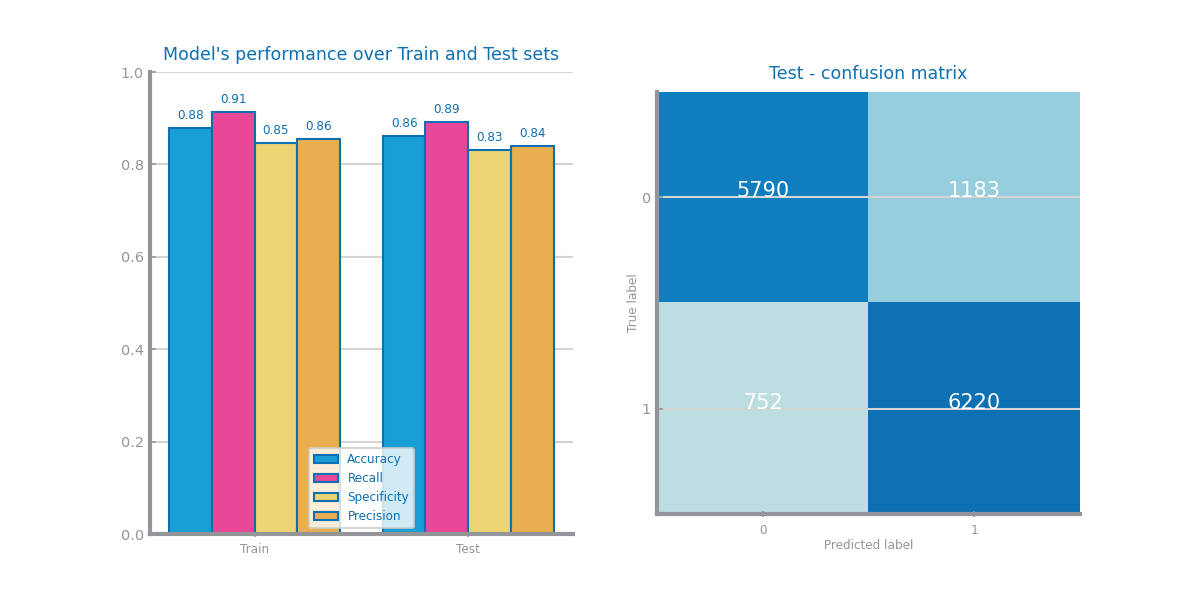 Model's performance over Train and Test sets
1.0
0.8
0.6
0.4
0.2
0.0
0.88
0.91
0.85
0.86
0.86
0.89
0.83
0.84
Accuracy
Recall
Specificity
Precision
Train
Test
Test - confusion matrix
True label
0
1
5790
1183
752
6220
0
1
Predicted label